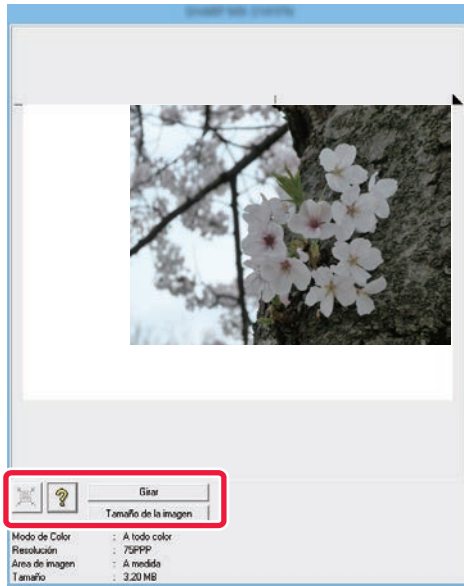 ?
Girar
Tamaño de la imagen
Modo de Color : A todo color
Resolución : 75PPP
Area de imagen : A medida
Tamaño : 3,20 MB